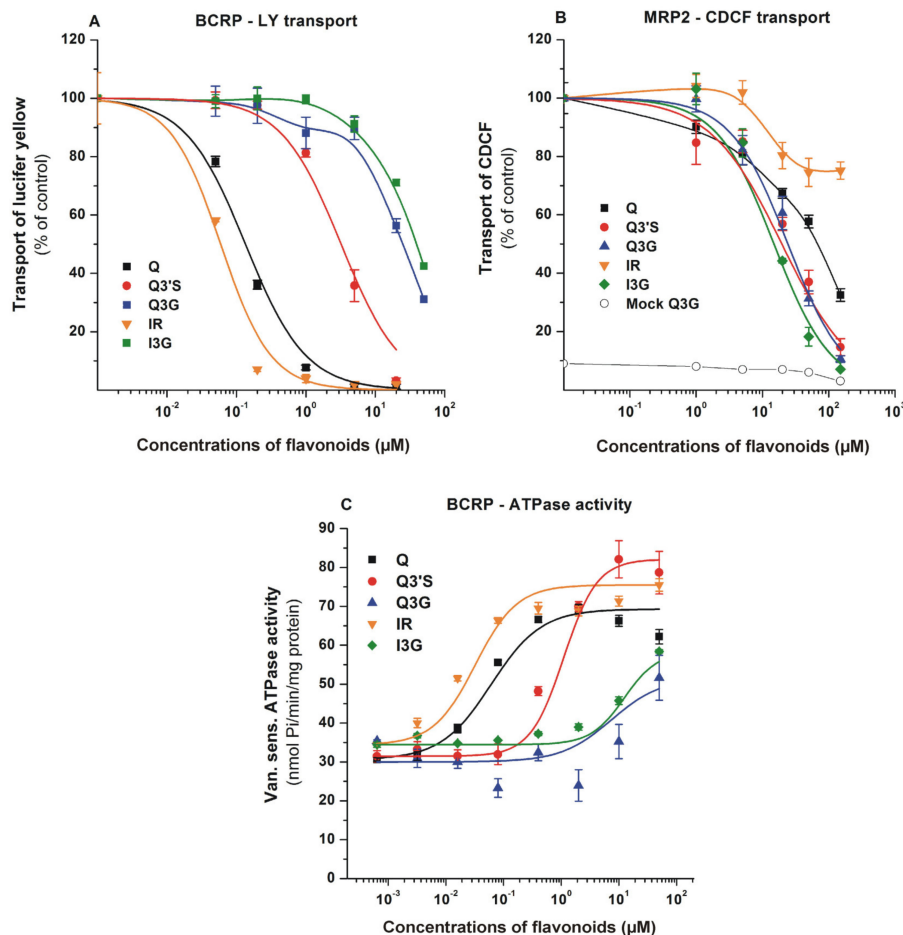 A BCRP - LY transport
120
100
80
60
40
20
Transport of lucifer yellow
(% of control)
Q
Q3'S
Q3G
IR
I3G
10-2 10-1 100 101 102
Concentrations of flavonoids (µM)
B MRP2 - CDCF transport
120
100
80
60
40
20
Transport of CDCF
(% of control)
Q
Q3'S
Q3G
IR
I3G
Mock Q3G
10-1 100 101 102 103
Concentrations of flavonoids (µM)
C BCRP - ATPase activity
90
80
70
60
50
40
30
20
10
0
Van. sens. ATPase activity
(nmol Pi/min/mg protein)
Q
Q3'S
Q3G
IR
I3G
10-3 10-2 10-1 100 101 102
Concentrations of flavonoids (µM)